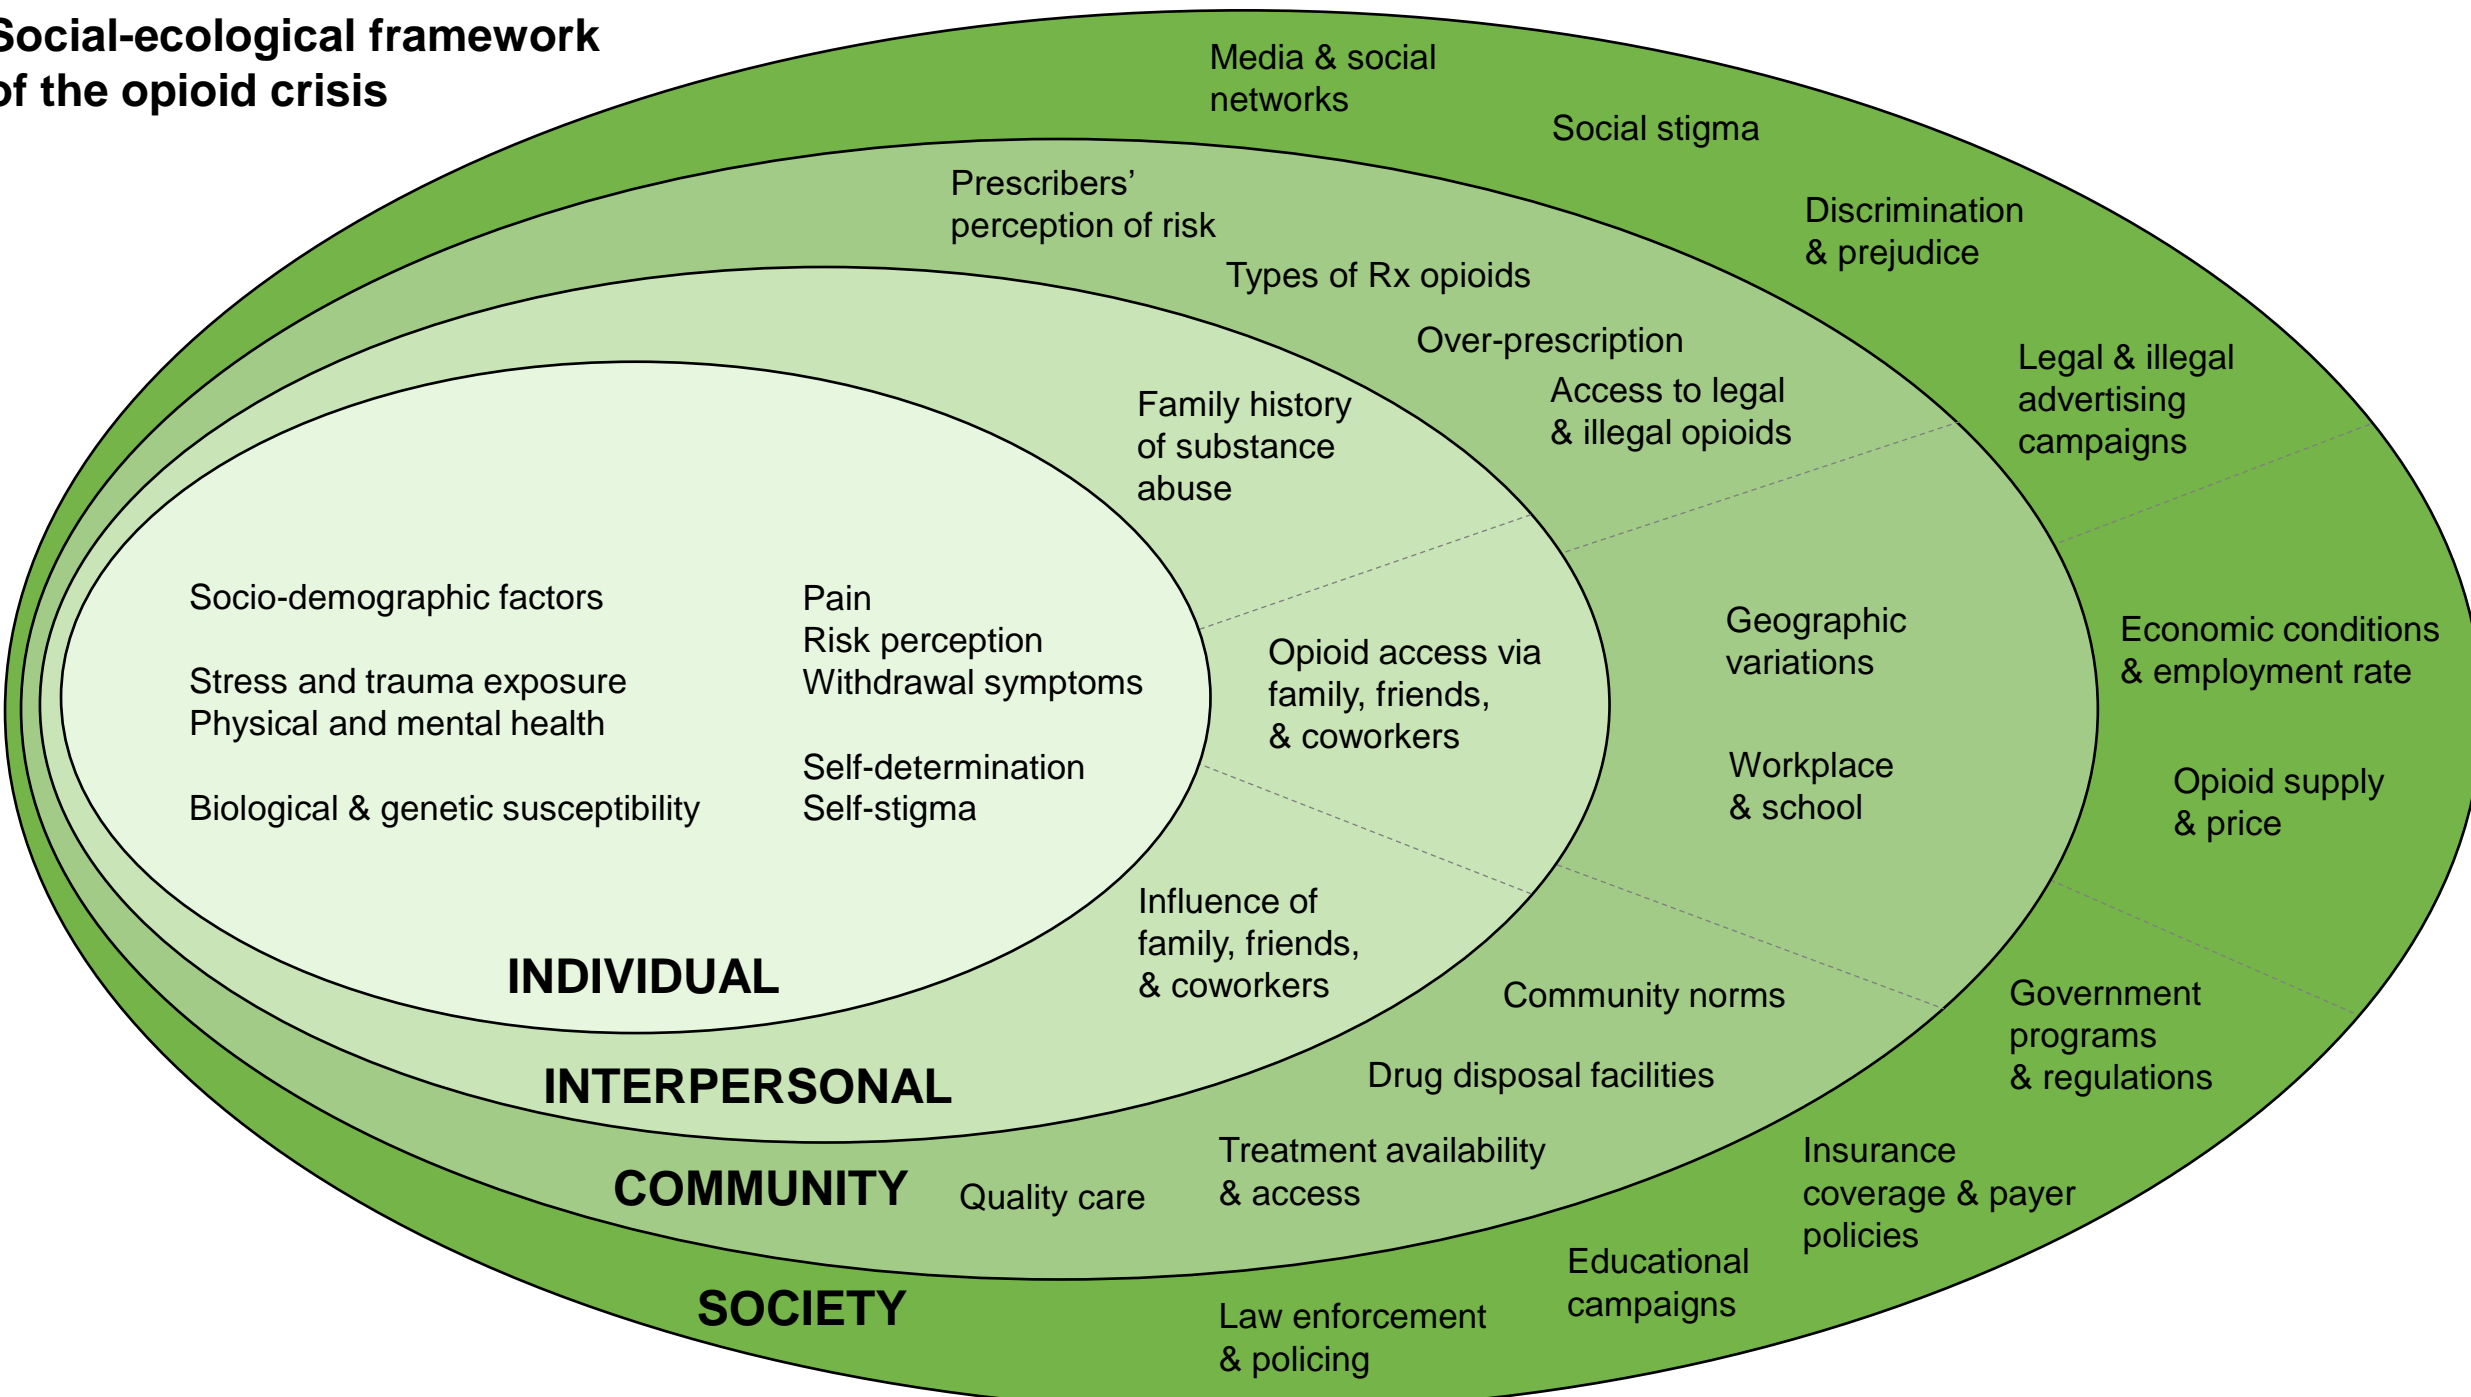 Social-ecological framework
of the opioid crisis
Media & social
networks
Social stigma
Discrimination
& prejudice
Legal & illegal
advertising
campaigns
Prescribers’
perception of risk
Types of Rx opioids
Over-prescription
Access to legal
& illegal opioids
Family history
of substance
abuse
Socio-demographic factors
Stress and trauma exposure
Physical and mental health
Biological & genetic susceptibility
Pain
Risk perception
Withdrawal symptoms
Self-determination
Self-stigma
Opioid access via
family, friends,
& coworkers
Geographic
variations
Workplace
& school
Economic conditions
& employment rate
Opioid supply
& price
Influence of
family, friends,
& coworkers
INDIVIDUAL
INTERPERSONAL
Community norms
Drug disposal facilities
Treatment availability
& access
Quality care
COMMUNITY
Government
programs
& regulations
Insurance
coverage & payer
policies
Educational
campaigns
Law enforcement
& policing
SOCIETY